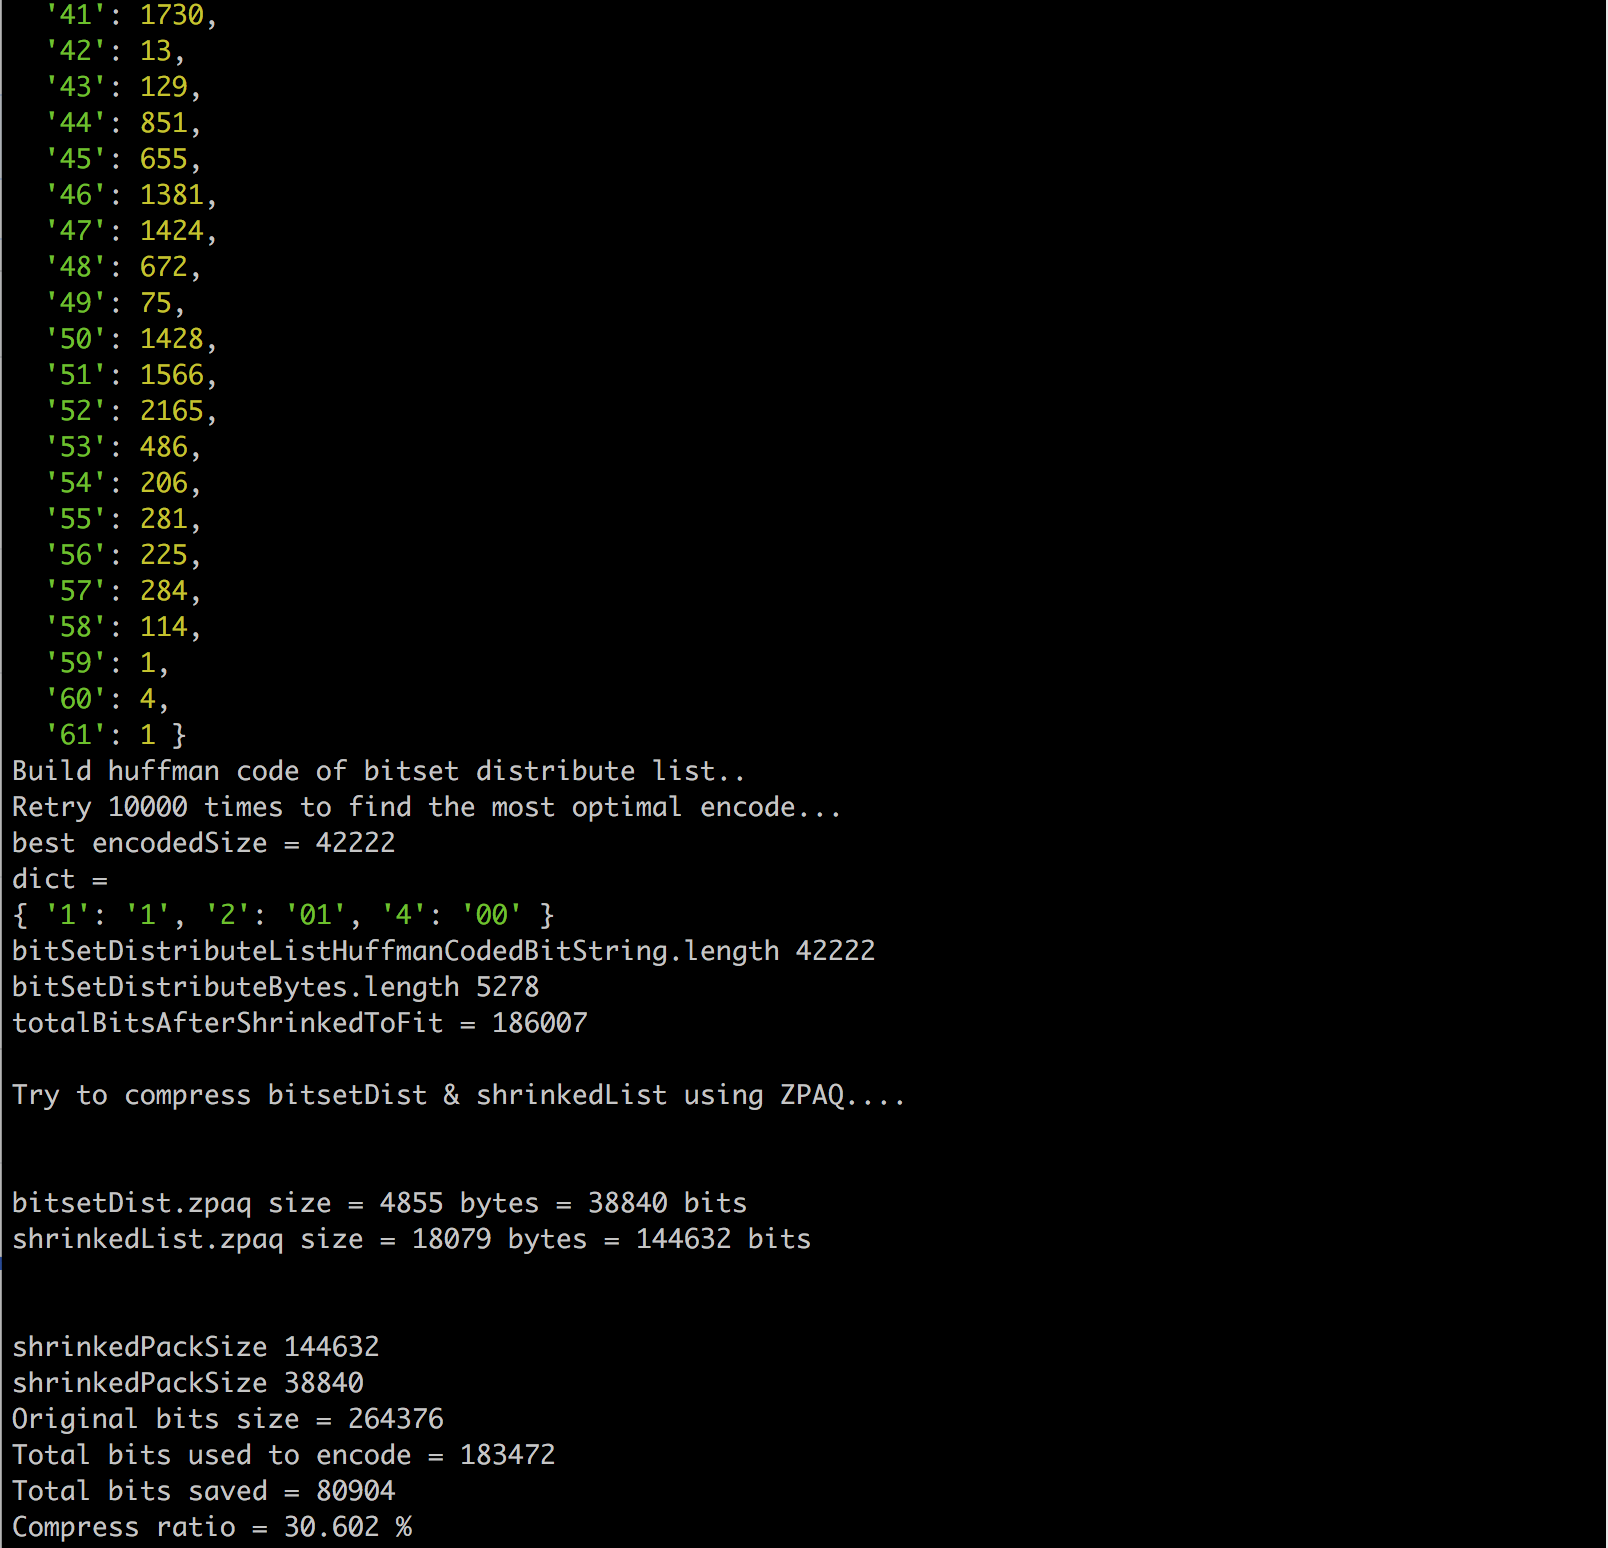 '41': 1730,
'42': 13,
'43': 129,
'44': 851,
'45': 655,
'46': 1381,
'47': 1424,
'48': 672,
'49': 75,
'50': 1428,
'51': 1566,
'52': 2165,
'53': 486,
'54': 206,
'55': 281,
'56': 225,
'57': 284,
'58': 114,
'59': 1,
'60': 4,
'61': 1 }
Build huffman code of bitset distribute list..
Retry 10000 times to find the most optimal encode...
best encodedSize = 42222
dict =
{ '1': '1', '2': '01', '4': '00' }
bitSetDistributeListHuffmanCodedBitString.length 42222
bitSetDistributeBytes.length 5278
totalBitsAfterShrinkedToFit = 186007
Try to compress bitsetDist & shrinkedList using ZPAQ....
bitsetDist.zpaq size = 4855 bytes = 38840 bits
shrinkedList.zpaq size = 18079 bytes = 144632 bits
shrinkedPackSize 144632
shrinkedPackSize 38840
Original bits size = 264376
Total bits used to encode = 183472
Total bits saved = 80904
Compress ratio = 30.602 %